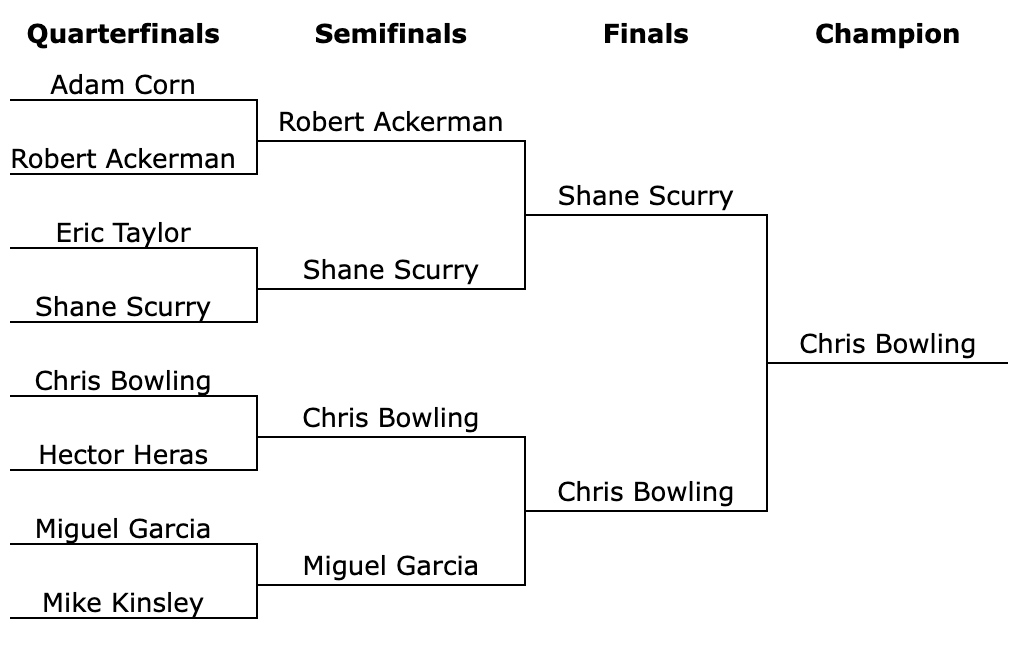 Quarterfinals Semifinals Finals Champion
Adam Corn
Robert Ackerman
Eric Taylor
Shane Scurry
Chris Bowling
Hector Heras
Miguel Garcia
Mike Kinsley
Robert Ackerman
Shane Scurry
Chris Bowling
Miguel Garcia
Shane Scurry
Chris Bowling
Chris Bowling